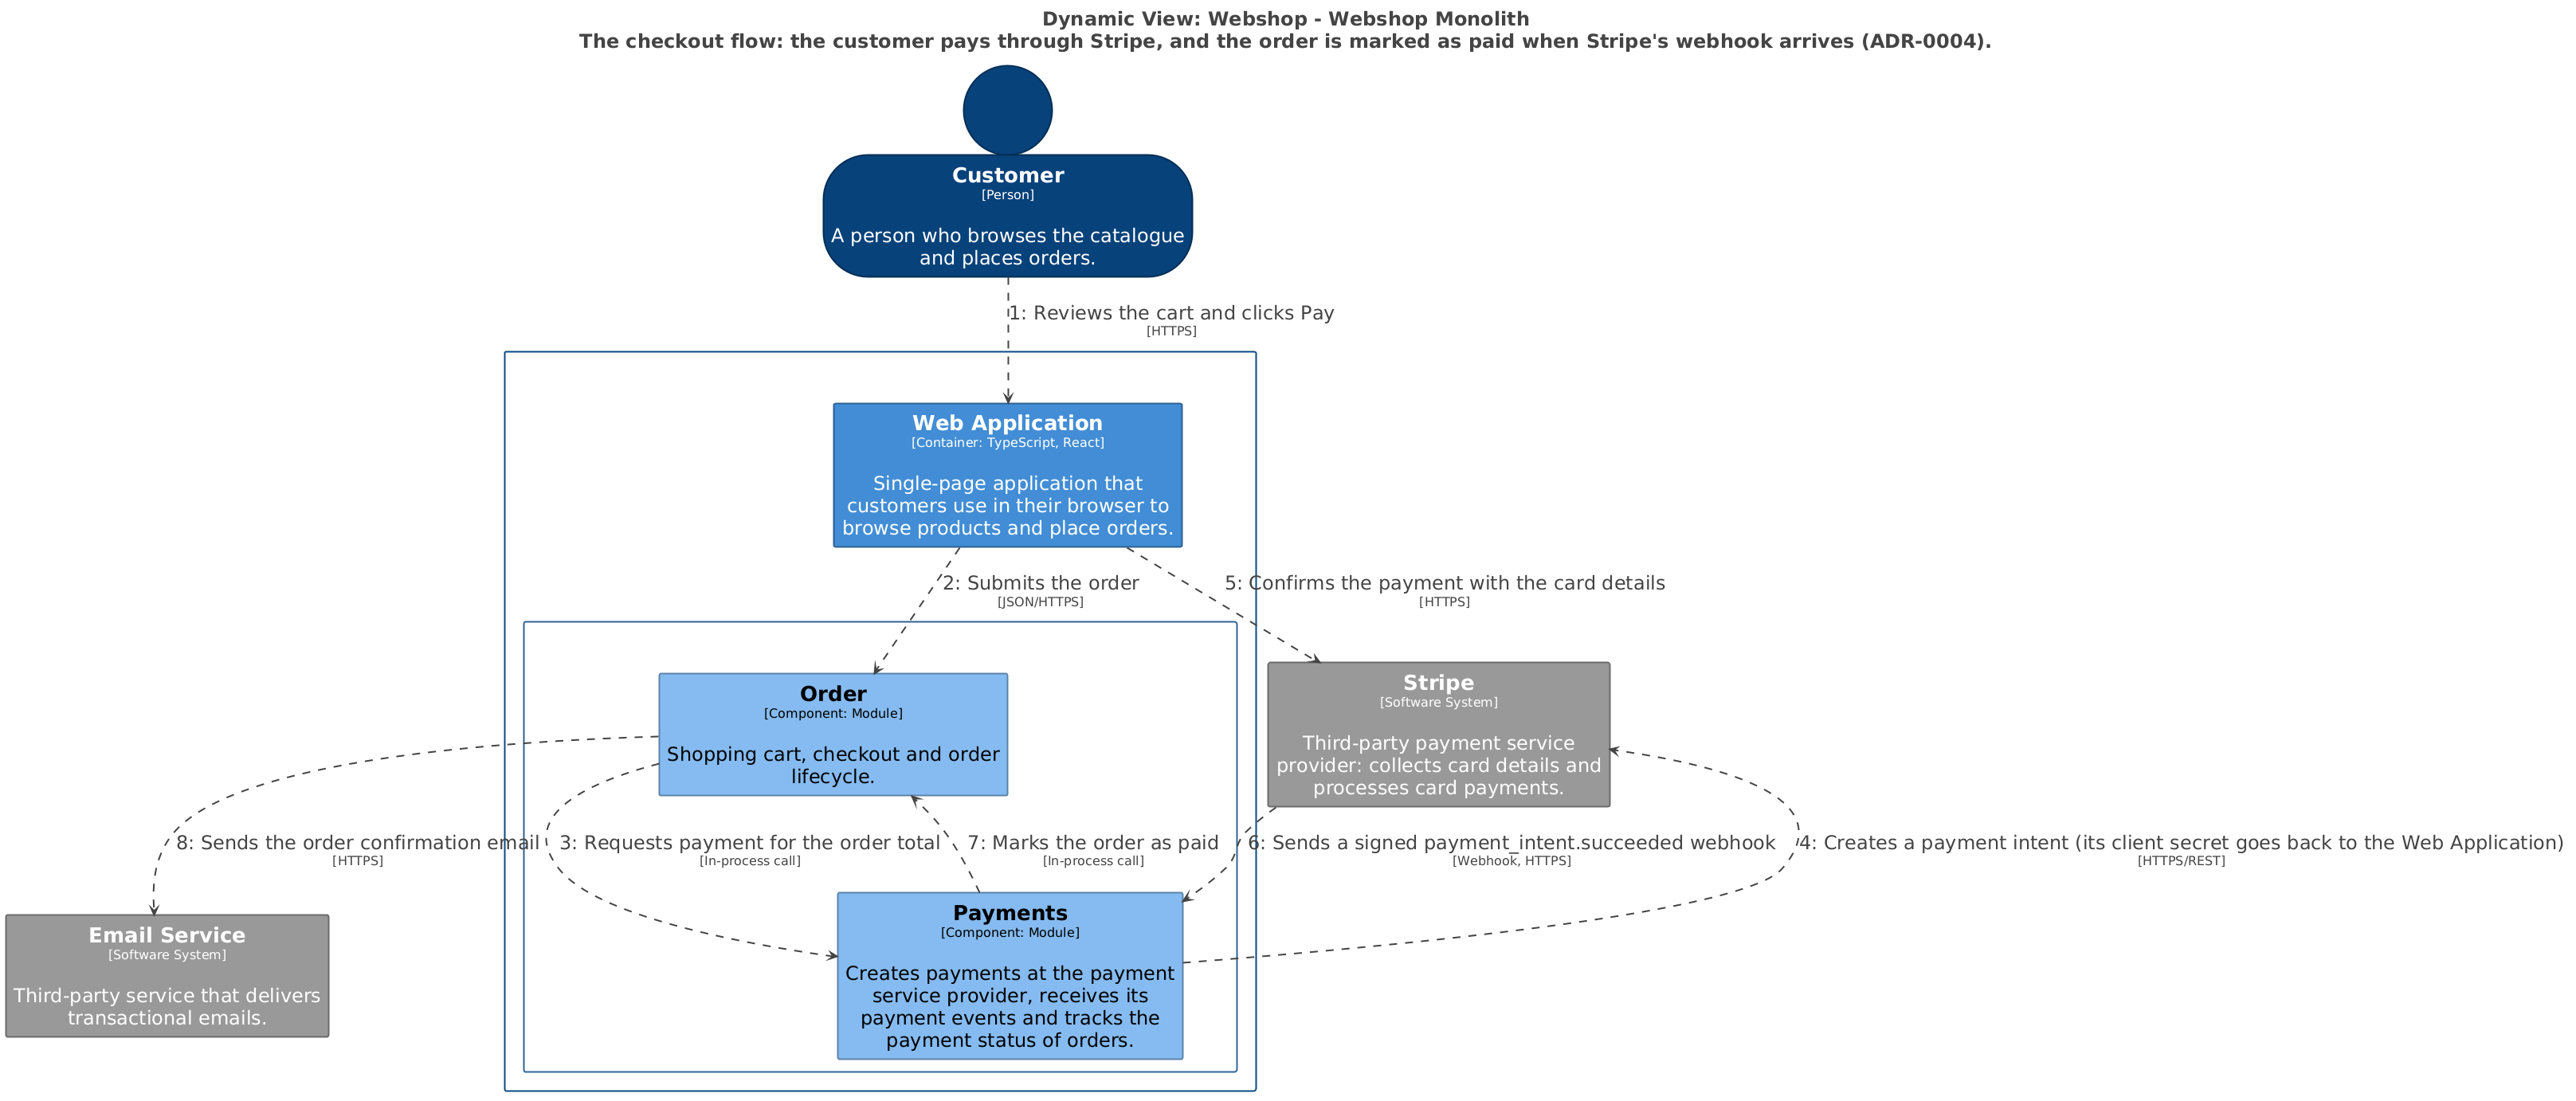 Dynamic View: Webshop - Webshop Monolith
The checkout flow: the customer pays through Stripe, and the order is marked as paid when Stripe's webhook arrives (ADR-0004).
Customer
[Person]
A person who browses the catalogue
and places orders.
1: Reviews the cart and clicks Pay
[HTTPS]
Web Application
[Container: TypeScript, React]
Single-page application that
customers use in their browser to
browse products and place orders.
2: Submits the order
[JSON/HTTPS]
5: Confirms the payment with the card details
[HTTPS]
Order
[Component: Module]
Shopping cart, checkout and order
lifecycle.
Stripe
[Software System]
Third-party payment service
provider: collects card details and
processes card payments.
8: Sends the order confirmation email
[HTTPS]
3: Requests payment for the order total
[In-process call]
7: Marks the order as paid
[In-process call]
6: Sends a signed payment_intent.succeeded webhook
[Webhook, HTTPS]
4: Creates a payment intent (its client secret goes back to the Web Application)
[HTTPS/REST]
Email Service
[Software System]
Third-party service that delivers
transactional emails.
Payments
[Component: Module]
Creates payments at the payment
service provider, receives its
payment events and tracks the
payment status of orders.